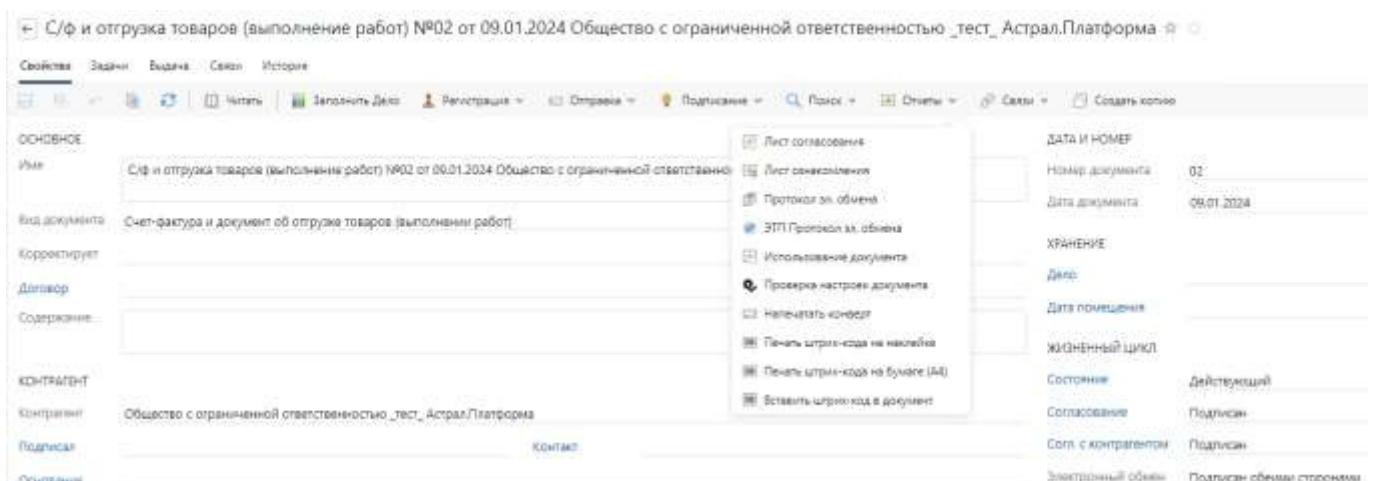 С/ф и отгрузка товаров (выполнение работ) №02 от 09.01.2024 Общество с ограниченной ответственностью _тест_ Астрал.Платформа
Свойства Задачи Выдача Связи История
Читать Заполнить Дело Регистрация Отправка Подписание Поиск Отчеты Связи Создать копию
ОСНОВНОЕ
Имя С/ф и отгрузка товаров (выполнение работ) №02 от 09.01.2024 Общество с ограниченной ответственно
Вид документа Счет-фактура и документ об отгрузке товаров (выполнении работ)
Корректирует
Договор
Содержание
КОНТРАГЕНТ
Контрагент Общество с ограниченной ответственностью _тест_ Астрал.Платформа
Подписал Контакт
Основание
Лист согласования
Лист ознакомления
Протокол эл. обмена
ЭТП Протокол эл. обмена
Использование документа
Проверка настроек документа
Напечатать конверт
Печать штрих-кода на наклейке
Печать штрих-кода на бумаге (A4)
Вставить штрих-код в документ
ДАТА И НОМЕР
Номер документа 02
Дата документа 09.01.2024
ХРАНЕНИЕ
Дело
Дата помещения
ЖИЗНЕННЫЙ ЦИКЛ
Состояние Действующий
Согласование Подписан
Согл. с контрагентом Подписан
Электронный обмен Подписан обеими сторонами